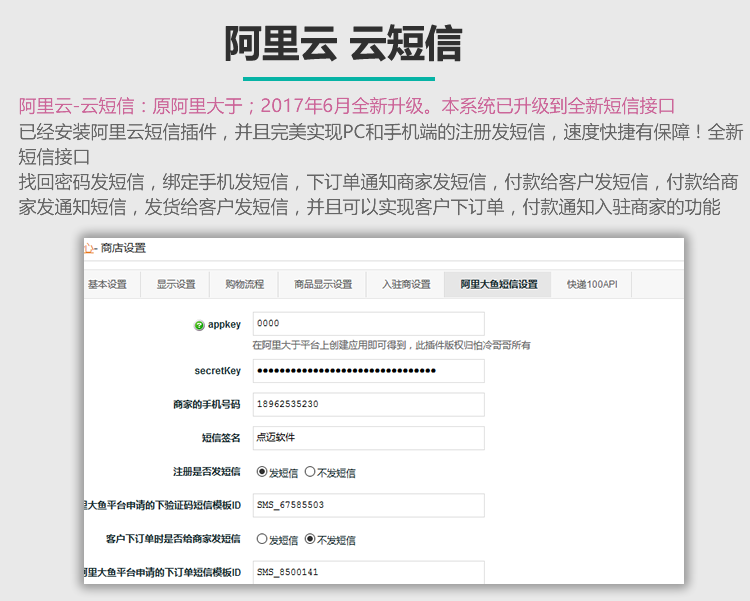 阿里云 云短信
阿里云-云短信：原阿里大于；2017年6月全新升级。本系统已升级到全新短信接口
已经安装阿里云短信插件，并且完美实现PC和手机端的注册发短信，速度快捷有保障！全新
短信接口
找回密码发短信，绑定手机发短信，下订单通知商家发短信，付款给客户发短信，付款给商
家发通知短信，发货给客户发短信，并且可以实现客户下订单，付款通知入驻商家的功能
- 商店设置
基本设置 显示设置 购物流程 商品显示设置 入驻商设置 阿里大鱼短信设置 快递100API
appkey 0000
在阿里大于平台上创建应用即可得到，此插件版权归怕冷哥哥所有
secretKey ●●●●●●●●●●●●●●●●●●●●●●●●●●●●●●●●
商家的手机号码 18962535230
短信签名 点迈软件
注册是否发短信 发短信 不发短信
里大鱼平台申请的下验证码短信模板ID SMS_67585503
客户下订单时是否给商家发短信 发短信 不发短信
阿里大鱼平台申请的下订单短信模板ID SMS_8500141